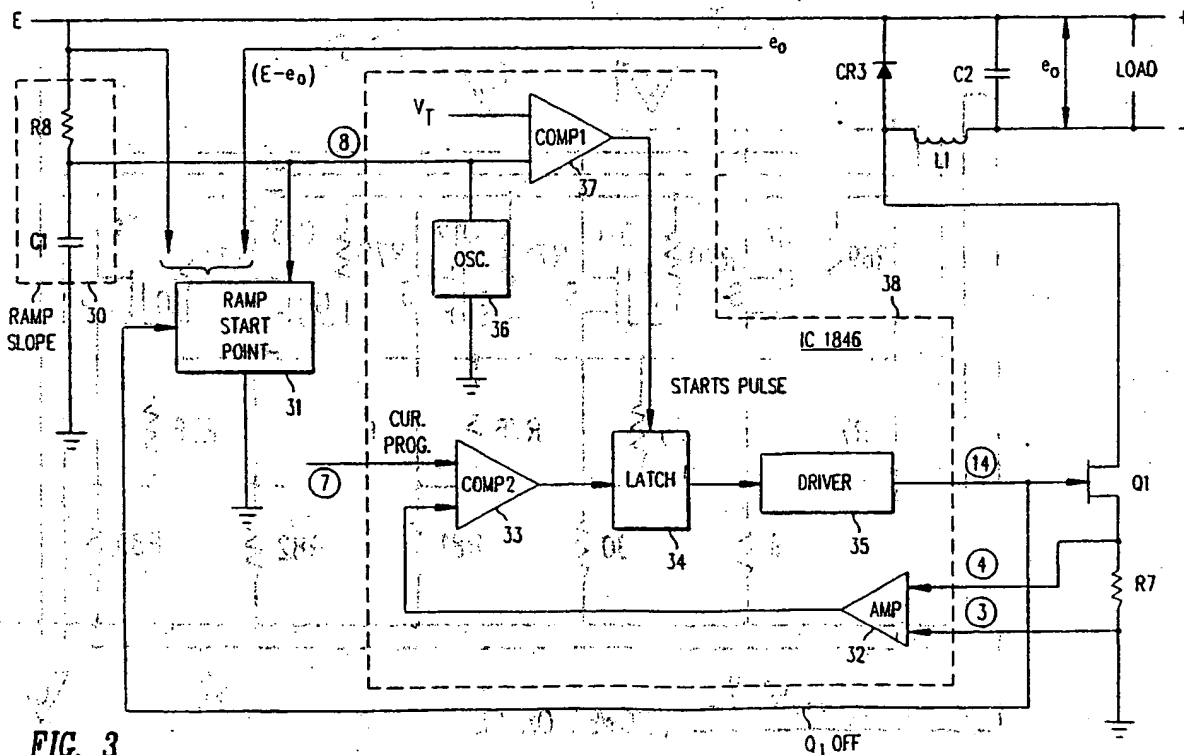 E
+
(E-e₀)
e₀
CR3
C2
e₀
LOAD
R8
V_T
COMP1
⑧
37
L1
-
C1
OSC.
RAMP SLOPE
30
RAMP
START
POINT
36
38
IC 1846
31
STARTS PULSE
CUR.
PROG.
⑦
COMP2
33
LATCH
34
DRIVER
35
⑭
Q1
④
R7
AMP
③
32
Q₁ OFF
FIG. 3